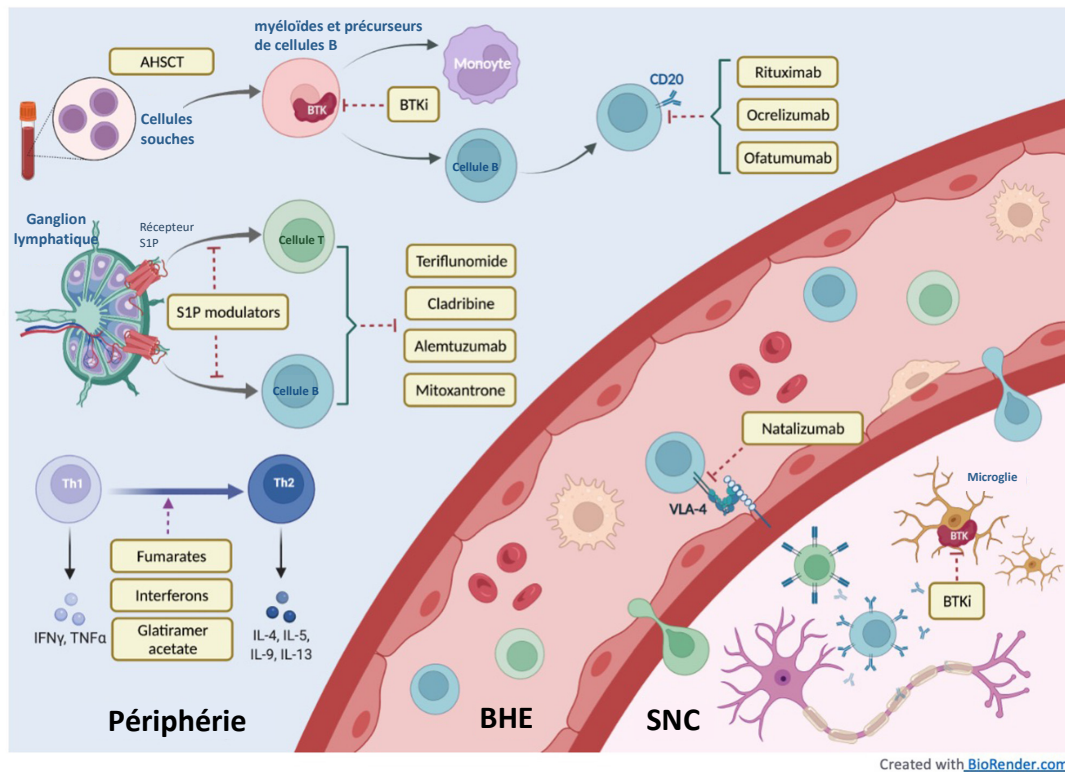 AHSCT
Cellules
souches
myéloïdes et précurseurs
de cellules B
BTK
BTKi
Monoyte
Cellule B
CD20
Rituximab
Ocrelizumab
Ofatumumab
Ganglion
lymphatique
Récepteur
S1P
Cellule T
S1P modulators
Cellule B
Teriflunomide
Cladribine
Alemtuzumab
Mitoxantrone
Natalizumab
VLA-4
Microglie
BTK
BTKi
Th1
Th2
Fumarates
Interferons
Glatiramer
acetate
IFNγ, TNFα
IL-4, IL-5,
IL-9, IL-13
Périphérie
BHE
SNC
Created with BioRender.com